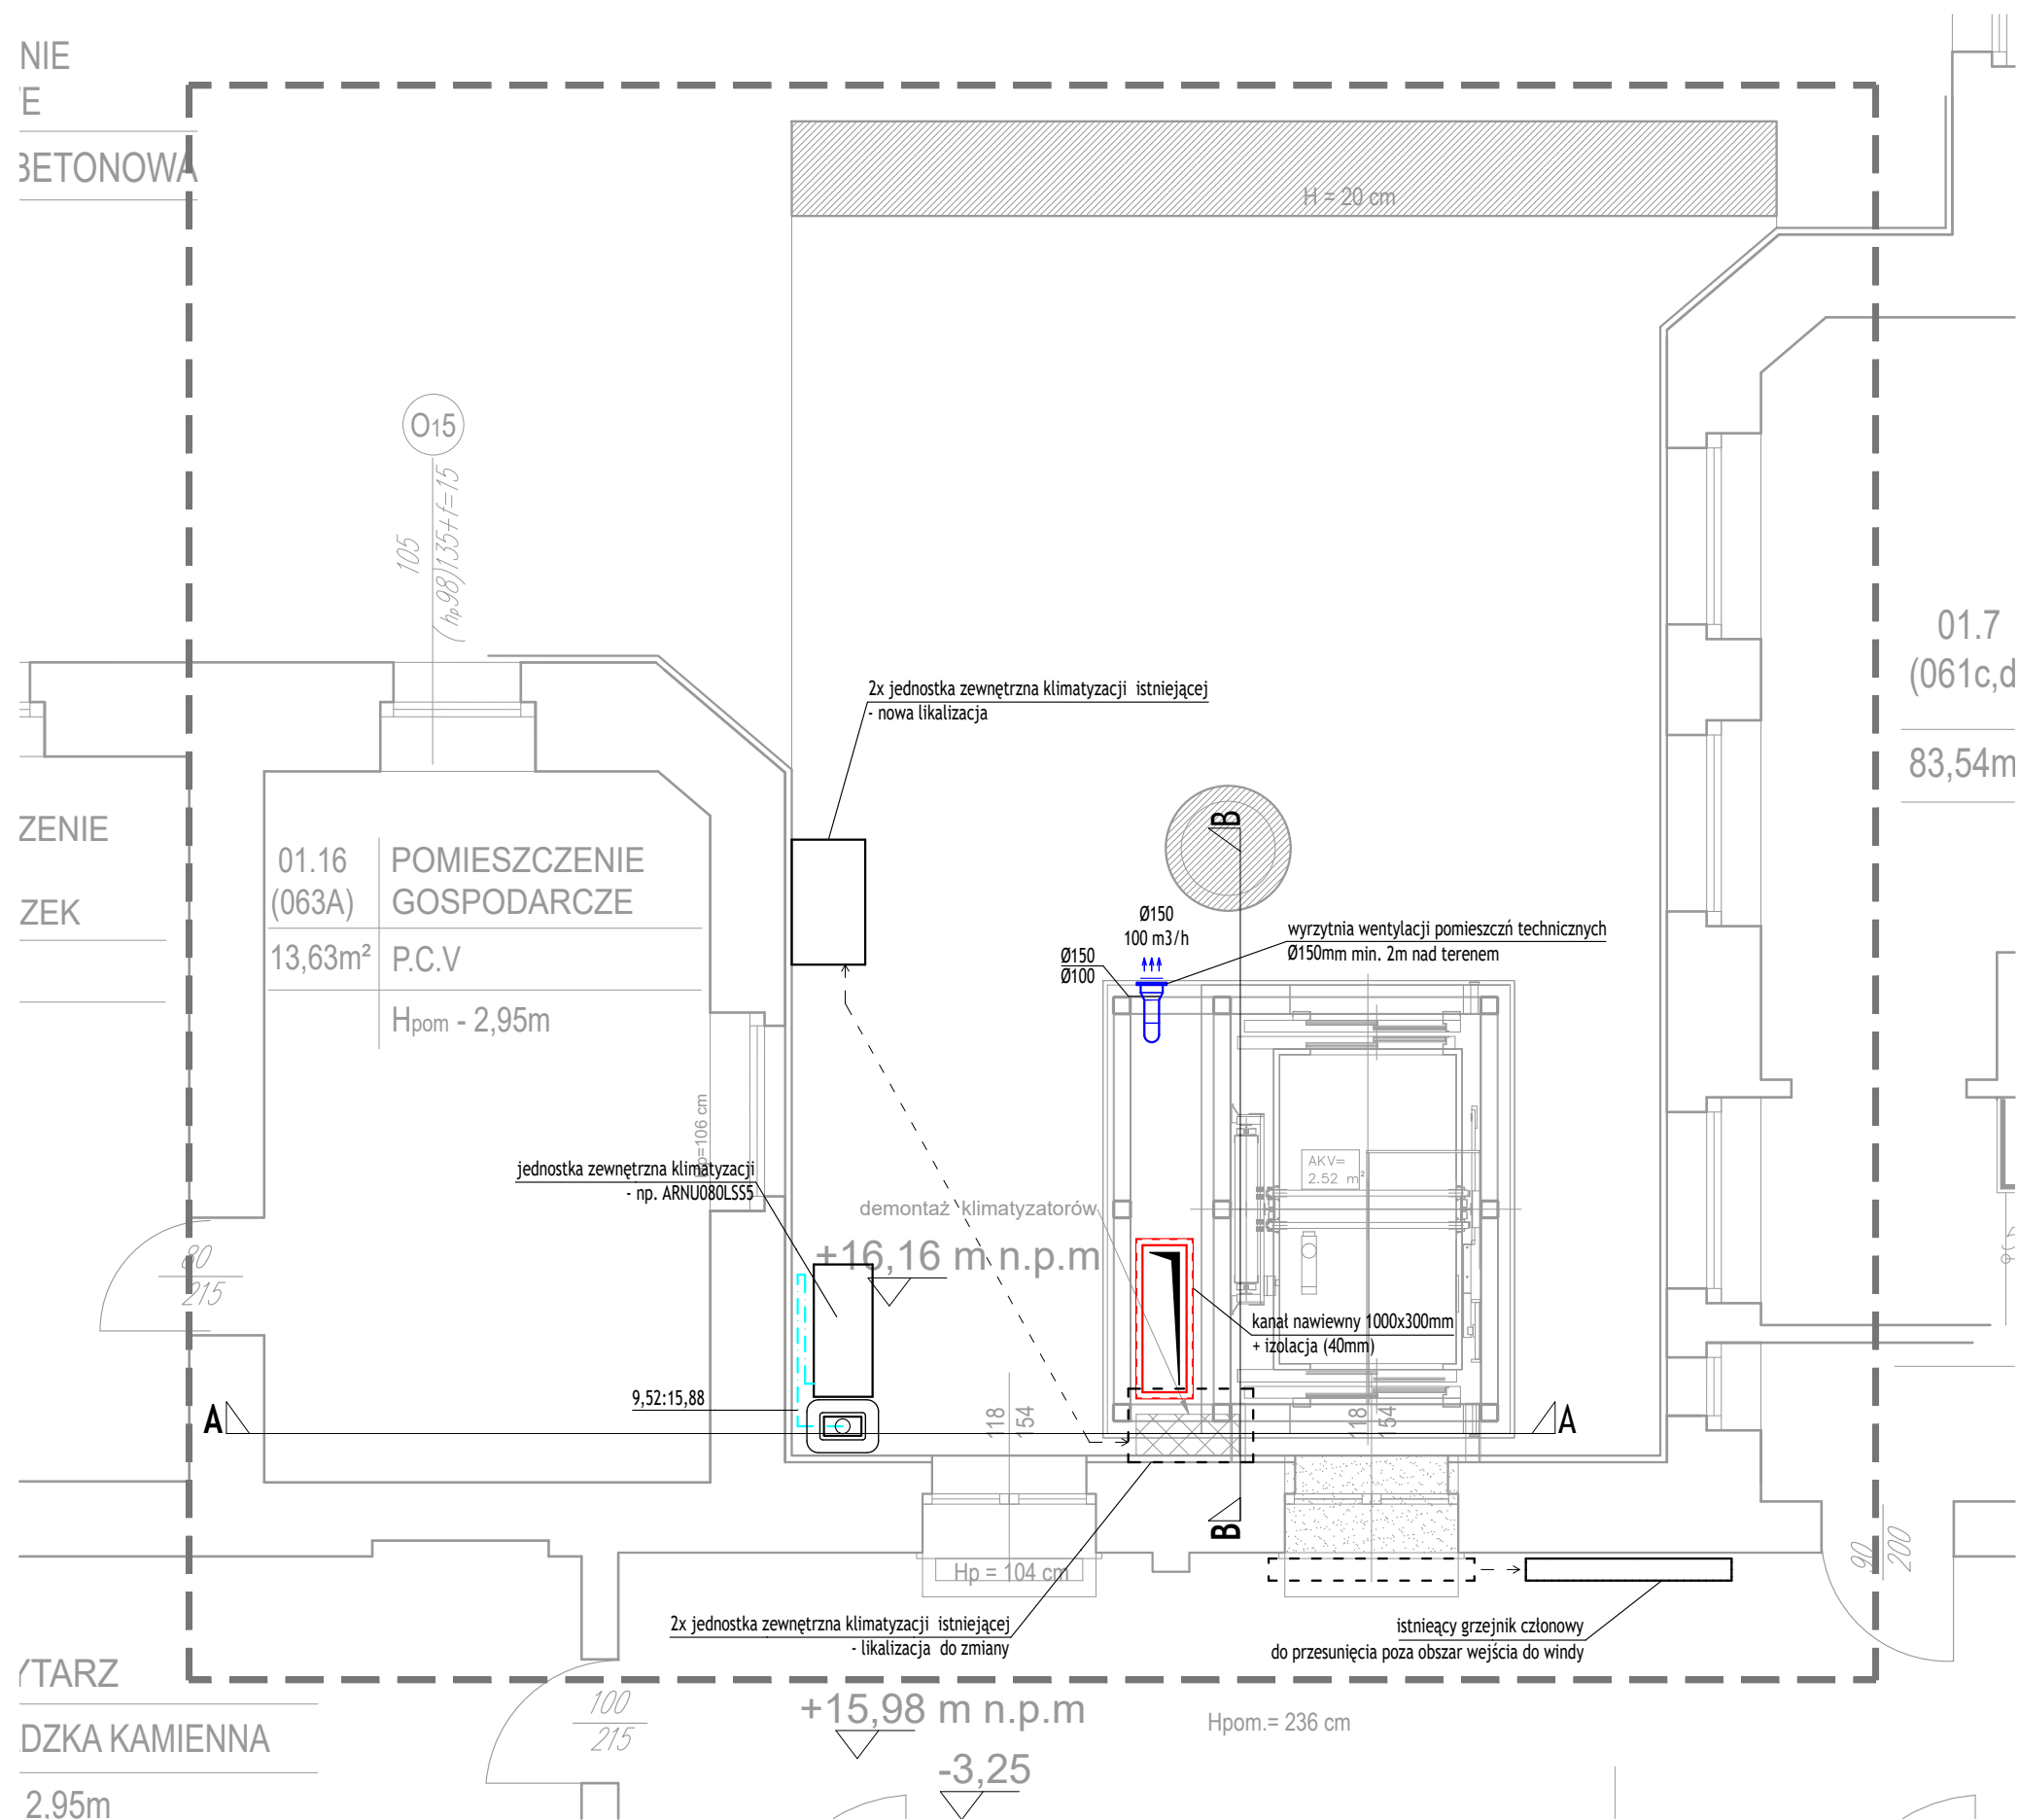 NIE
BETONOWA
H = 20 cm
O15
105
(hp98)135+f=15
01.7
(061c,d
83,54m
2x jednostka zewnętrzna klimatyzacji istniejącej
- nowa likalizacja
ZENIE
ZEK
01.16
(063A)
POMIESZCZENIE
GOSPODARCZE
13,63m²
P.C.V
Hpom - 2,95m
B
Ø150
100 m3/h
wyrzytnia wentylacji pomieszczń technicznych
Ø150mm min. 2m nad terenem
Ø150
Ø100
Hp=106 cm
jednostka zewnętrzna klimatyzacji
- np. ARNU080LSS5
AKV=
2.52 m²
demontaż klimatyzatorów
+16,16 m n.p.m
80
215
kanał nawiewny 1000x300mm
+ izolacja (40mm)
9,52:15,88
A
118
154
118
154
A
B
Hp = 104 cm
90
200
2x jednostka zewnętrzna klimatyzacji istniejącej
- likalizacja do zmiany
istnieący grzejnik członowy
do przesunięcia poza obszar wejścia do windy
YTARZ
DZKA KAMIENNA
2,95m
100
215
+15,98 m n.p.m
-3,25
Hpom.= 236 cm